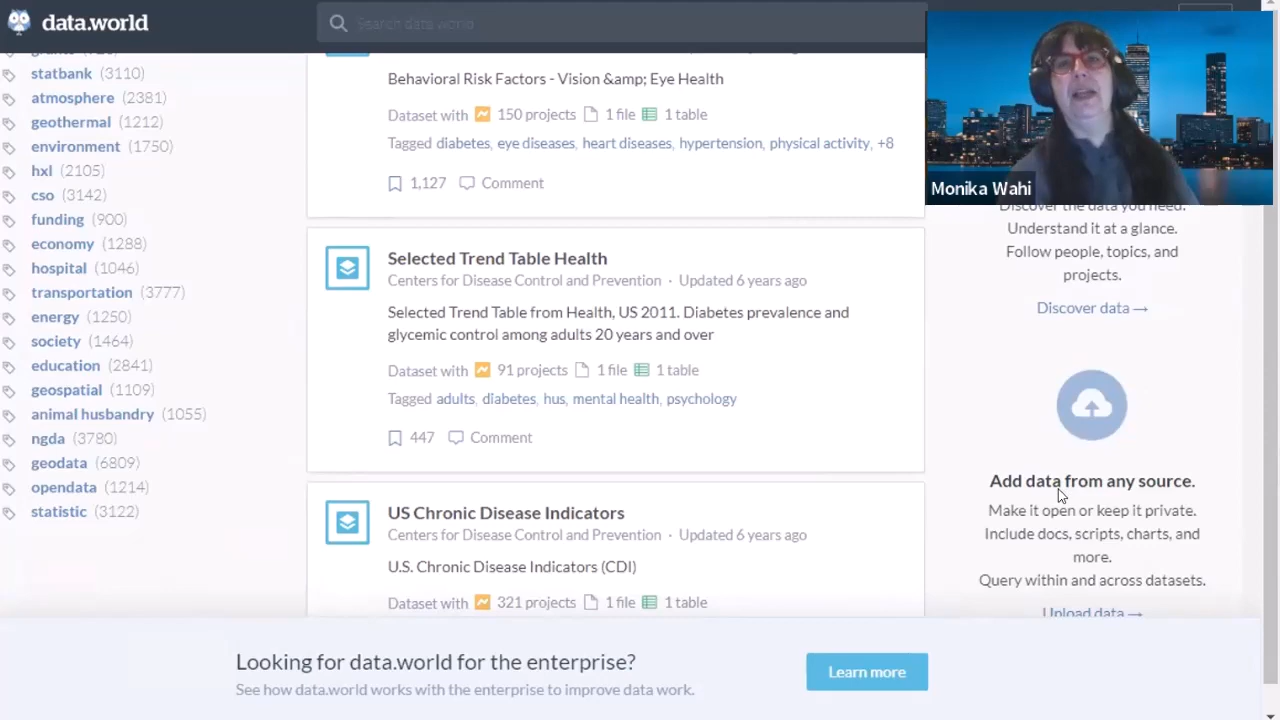 data.world
Search data.world
statbank (3110)
atmosphere (2381)
geothermal (1212)
environment (1750)
hxl (2105)
cso (3142)
funding (900)
economy (1288)
hospital (1046)
transportation (3777)
energy (1250)
society (1464)
education (2841)
geospatial (1109)
animal husbandry (1055)
ngda (3780)
geodata (6809)
opendata (1214)
statistic (3122)
Behavioral Risk Factors - Vision &amp; Eye Health
Dataset with 150 projects 1 file 1 table
Tagged diabetes, eye diseases, heart diseases, hypertension, physical activity, +8
1,127 Comment
Selected Trend Table Health
Centers for Disease Control and Prevention · Updated 6 years ago
Selected Trend Table from Health, US 2011. Diabetes prevalence and
glycemic control among adults 20 years and over
Dataset with 91 projects 1 file 1 table
Tagged adults, diabetes, hus, mental health, psychology
447 Comment
US Chronic Disease Indicators
Centers for Disease Control and Prevention · Updated 6 years ago
U.S. Chronic Disease Indicators (CDI)
Dataset with 321 projects 1 file 1 table
Monika Wahi
Discover the data you need.
Understand it at a glance.
Follow people, topics, and
projects.
Discover data →
Add data from any source.
Make it open or keep it private.
Include docs, scripts, charts, and
more.
Query within and across datasets.
Upload data →
Looking for data.world for the enterprise?
See how data.world works with the enterprise to improve data work.
Learn more